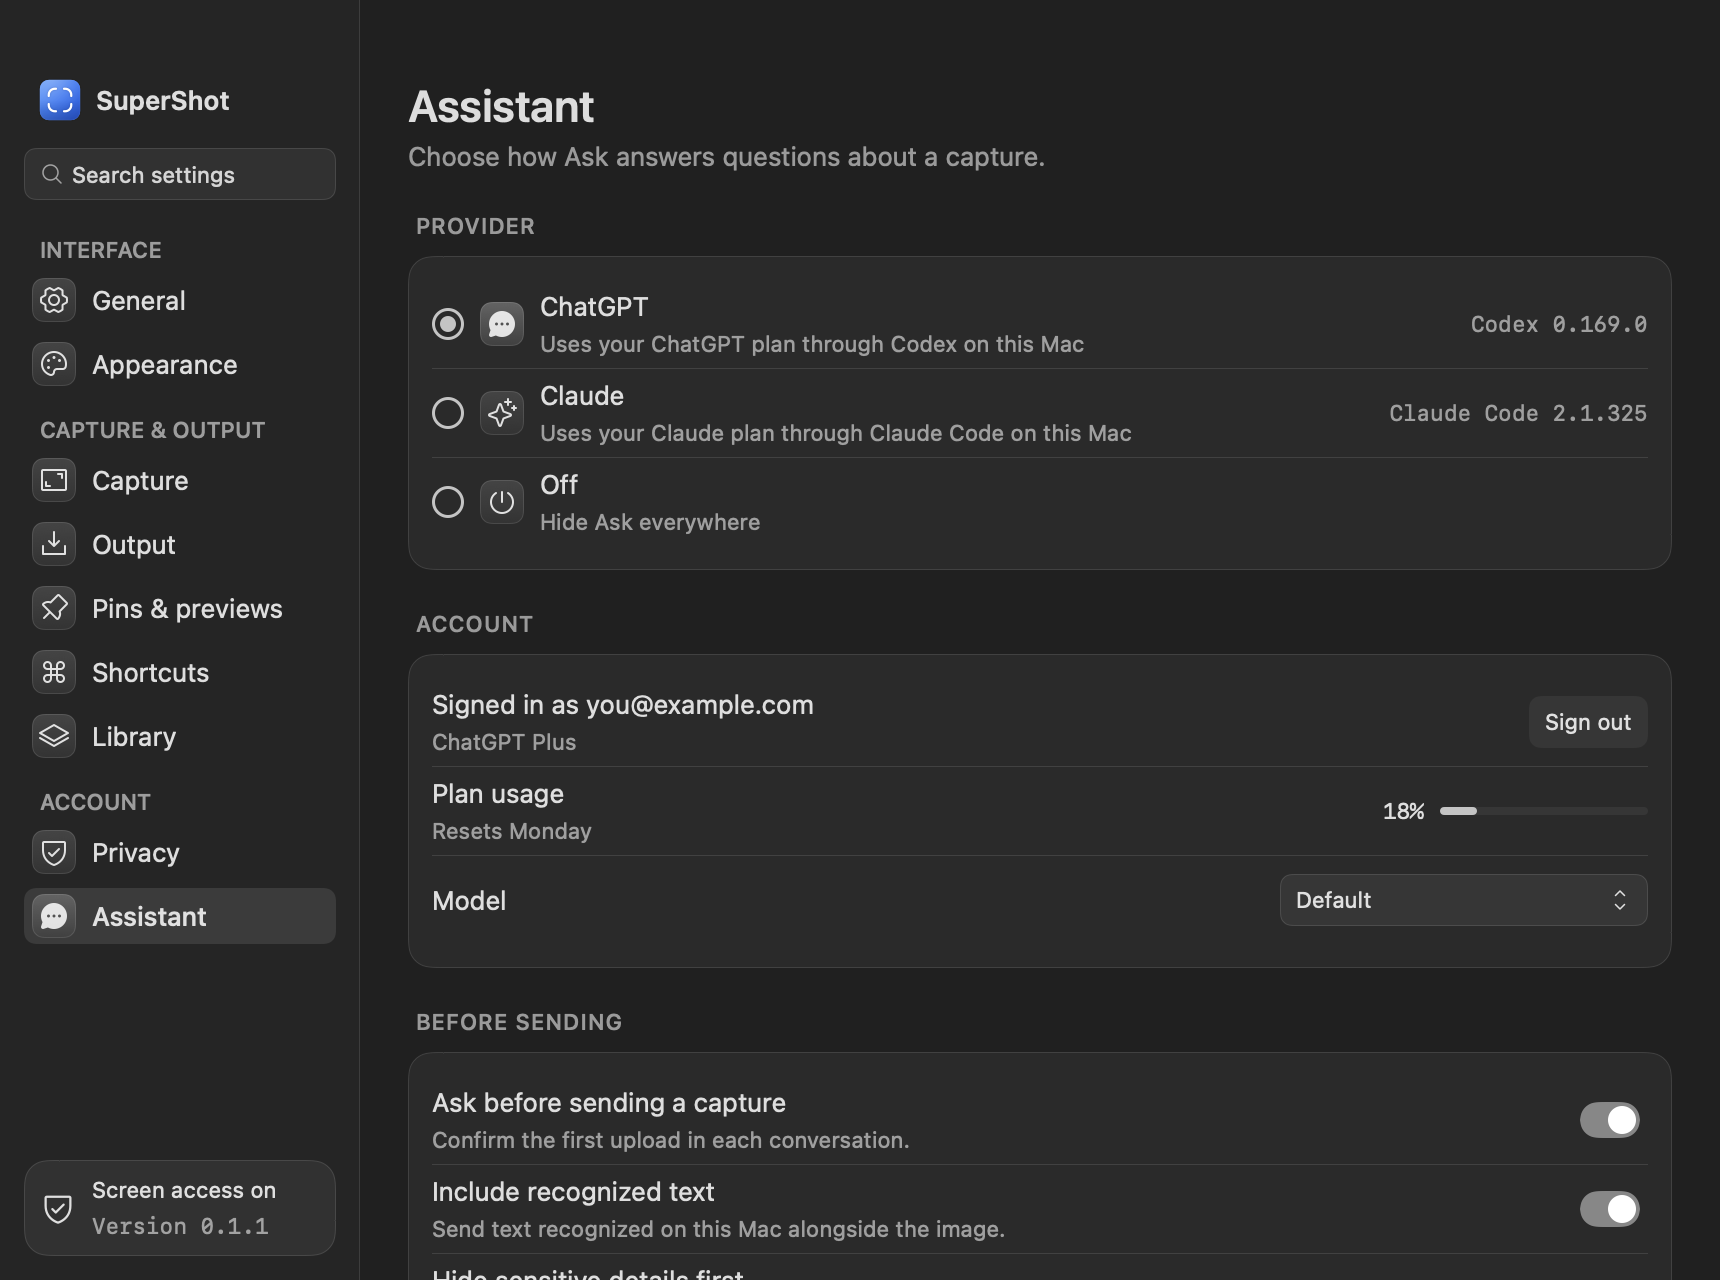 SuperShot
Search settings
INTERFACE
General
Appearance
CAPTURE & OUTPUT
Capture
Output
Pins & previews
Shortcuts
Library
ACCOUNT
Privacy
Assistant
Screen access on
Version 0.1.1
Assistant
Choose how Ask answers questions about a capture.
PROVIDER
ChatGPT
Uses your ChatGPT plan through Codex on this Mac
Codex 0.169.0
Claude
Uses your Claude plan through Claude Code on this Mac
Claude Code 2.1.325
Off
Hide Ask everywhere
ACCOUNT
Signed in as you@example.com
ChatGPT Plus
Sign out
Plan usage
Resets Monday
18%
Model
Default
BEFORE SENDING
Ask before sending a capture
Confirm the first upload in each conversation.
Include recognized text
Send text recognized on this Mac alongside the image.
Hide sensitive details first